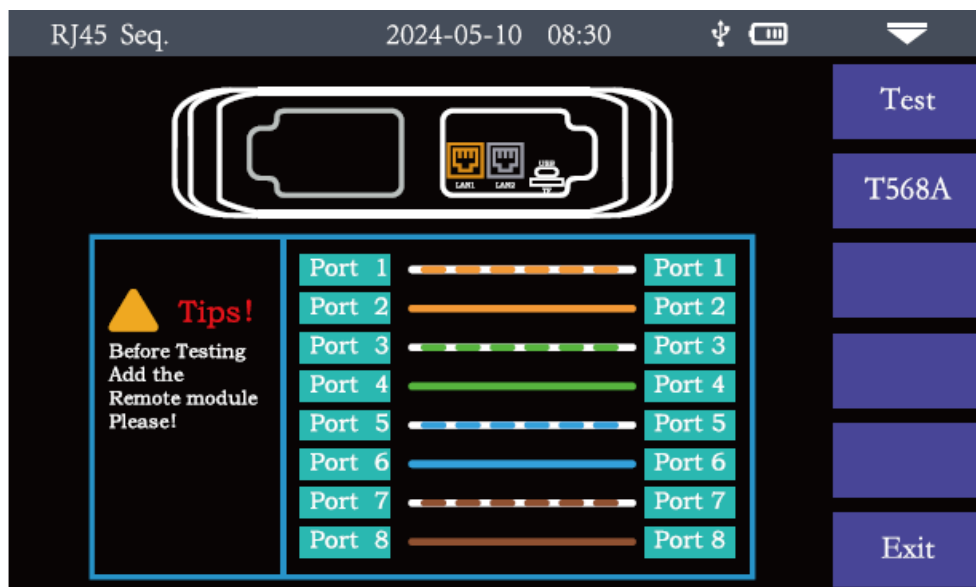 RJ45 Seq. 2024-05-10 08:30
Test
T568A
LAN1 LAN2 USB
TF
Tips!
Before Testing
Add the
Remote module
Please!
Port 1 Port 1
Port 2 Port 2
Port 3 Port 3
Port 4 Port 4
Port 5 Port 5
Port 6 Port 6
Port 7 Port 7
Port 8 Port 8
Exit